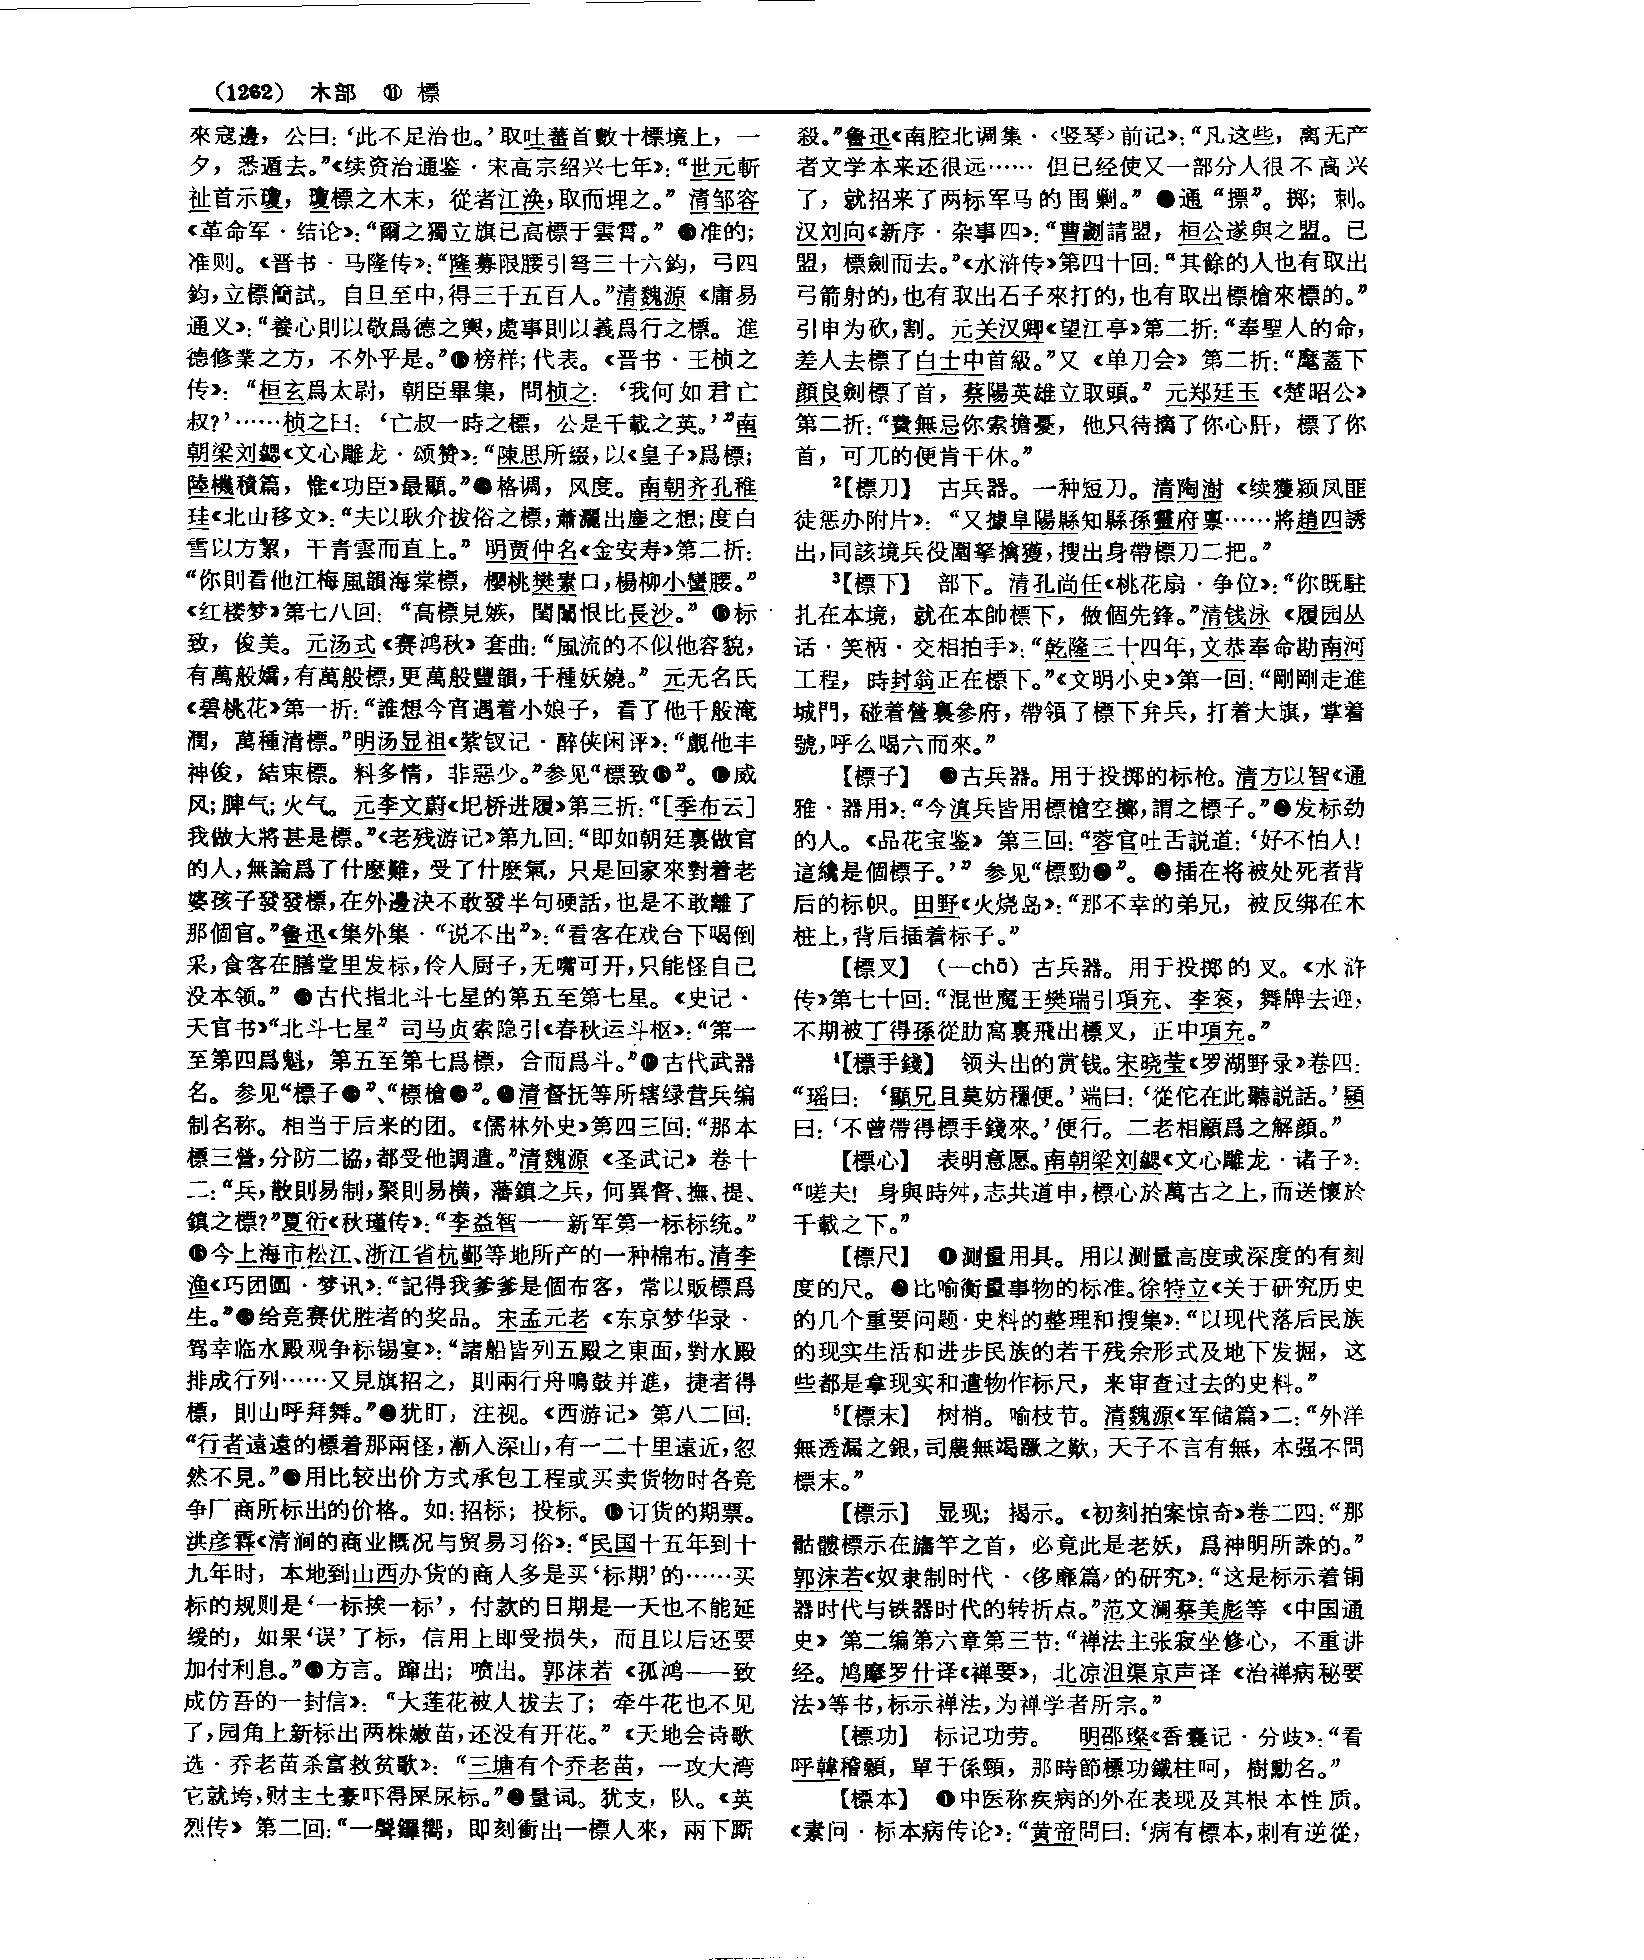 （1262） 木部 ⑪ 標
來寇邊，公曰：‘此不足治也。’取吐蕃首數十標境上，一
夕，悉遁去。”《续资治通鉴·宋高宗绍兴七年》：“世元斬
祉首示瓊，瓊標之木末，從者江渙，取而埋之。” 清邹容
《革命军·结论》：“爾之獨立旗已高標于雲霄。” 准的；
准则。《晋书·马隆传》：“隆募限腰引弩三十六鈞，弓四
鈞，立標簡試。自旦至中，得三千五百人。”清魏源《庸易
通义》：“養心則以敬爲德之輿，處事則以義爲行之標。進
德修業之方，不外乎是。”榜样；代表。《晋书·王桢之
传》：“桓玄爲太尉，朝臣畢集，問桢之：‘我何如君亡
叔？’……桢之曰：‘亡叔一時之標，公是千載之英。’”南
朝梁刘勰《文心雕龙·颂赞》：“陳思所綴，以《皇子》爲標；
陸機積篇，惟《功臣》最顯。”格调，风度。南朝齐孔稚
珪《北山移文》：“夫以耿介拔俗之標，蕭灑出塵之想；度白
雪以方絜，干青雲而直上。” 明贾仲名《金安寿》第二折：
“你則看他江梅風韻海棠標，櫻桃樊素口，楊柳小蠻腰。”
《红楼梦》第七八回：“高標見嫉，閨闈恨比長沙。” 标
致，俊美。元汤式《赛鸿秋》套曲：“風流的不似他容貌，
有萬般嬌，有萬般標，更萬般豐韻，千種妖嬈。” 元无名氏
《碧桃花》第一折：“誰想今宵遇着小娘子，看了他千般淹
潤，萬種清標。”明汤显祖《紫钗记·醉侠闲评》：“覷他丰
神俊，結束標。料多情，非惡少。”参见“標致”。威
风；脾气；火气。元李文蔚《圯桥进履》第三折：“［季布云］
我做大將甚是標。”《老残游记》第九回：“即如朝廷裏做官
的人，無論爲了什麽難，受了什麽氣，只是回家來對着老
婆孩子發發標，在外邊決不敢發半句硬話，也是不敢離了
那個官。”鲁迅《集外集·“说不出”》：“看客在戏台下喝倒
采，食客在膳堂里发标，伶人厨子，无嘴可开，只能怪自己
没本领。” 古代指北斗七星的第五至第七星。《史记·
天官书》“北斗七星” 司马贞索隐引《春秋运斗枢》：“第一
至第四爲魁，第五至第七爲標，合而爲斗。”古代武器
名。参见“標子”、“標槍”。清督抚等所辖绿营兵编
制名称。相当于后来的团。《儒林外史》第四三回：“那本
標三營，分防二協，都受他調遣。”清魏源《圣武记》卷十
二：“兵，散則易制，聚則易横，藩鎮之兵，何異督、撫、提、
鎮之標？”夏衍《秋瑾传》：“李益智——新军第一标标统。”
今上海市松江、浙江省杭鄞等地所产的一种棉布。清李
渔《巧团圆·梦讯》：“記得我爹爹是個布客，常以販標爲
生。”给竞赛优胜者的奖品。宋孟元老《东京梦华录·
驾幸临水殿观争标锡宴》：“諸船皆列五殿之東面，對水殿
排成行列……又見旗招之，則兩行舟鳴鼓并進，捷者得
標，則山呼拜舞。”犹盯，注视。《西游记》第八二回：
“行者遠遠的標着那兩怪，漸入深山，有一二十里遠近，忽
然不見。”用比较出价方式承包工程或买卖货物时各竞
争厂商所标出的价格。如：招标；投标。订货的期票。
洪彦霖《清涧的商业概况与贸易习俗》：“民国十五年到十
九年时，本地到山西办货的商人多是买‘标期’的……买
标的规则是‘一标挨一标’，付款的日期是一天也不能延
缓的，如果‘误’了标，信用上即受损失，而且以后还要
加付利息。”方言。蹿出；喷出。郭沫若《孤鸿——致
成仿吾的一封信》：“大莲花被人拔去了；牵牛花也不见
了，园角上新标出两株嫩苗，还没有开花。”《天地会诗歌
选·乔老苗杀富救贫歌》：“三塘有个乔老苗，一攻大湾
它就垮，财主土豪吓得屎尿标。”量词。犹支，队。《英
烈传》第二回：“一聲鑼響，即刻衝出一標人來，兩下厮
殺。”鲁迅《南腔北调集·〈竖琴〉前记》：“凡这些，离无产
者文学本来还很远……但已经使又一部分人很不高兴
了，就招来了两标军马的围剿。” 通“摽”。掷；刺。
汉刘向《新序·杂事四》：“曹劌請盟，桓公遂與之盟。已
盟，標劍而去。”《水浒传》第四十回：“其餘的人也有取出
弓箭射的，也有取出石子來打的，也有取出標槍來標的。”
引申为砍，割。元关汉卿《望江亭》第二折：“奉聖人的命，
差人去標了白士中首級。”又《单刀会》第二折：“麾蓋下
顔良劍標了首，蔡陽英雄立取頭。” 元郑廷玉《楚昭公》
第二折：“費無忌你索擔憂，他只待摘了你心肝，標了你
首，可兀的便肯干休。”
²【標刀】 古兵器。一种短刀。清陶澍《续获颍凤匪
徒惩办附片》：“又據阜陽縣知縣孫靈府禀……將趙四誘
出，同該境兵役圍拏擒獲，搜出身帶標刀二把。”
³【標下】 部下。清孔尚任《桃花扇·争位》：“你既駐
扎在本境，就在本帥標下，做個先鋒。”清钱泳《履园丛
话·笑柄·交相拍手》：“乾隆三十四年，文恭奉命勘南河
工程，時封翁正在標下。”《文明小史》第一回：“剛剛走進
城門，碰着營裏參府，帶領了標下弁兵，打着大旗，掌着
號，呼么喝六而來。”
【標子】 古兵器。用于投掷的标枪。清方以智《通
雅·器用》：“今滇兵皆用標槍空擲，謂之標子。”发标劲
的人。《品花宝鉴》第三回：“蓉官吐舌説道：‘好不怕人！
這纔是個標子。’” 参见“標勁”。插在将被处死者背
后的标帜。田野《火烧岛》：“那不幸的弟兄，被反绑在木
桩上，背后插着标子。”
【標叉】 （—chā）古兵器。用于投掷的叉。《水浒
传》第七十回：“混世魔王樊瑞引項充、李衮，舞牌去迎，
不期被丁得孫從肋窩裏飛出標叉，正中項充。”
⁴【標手錢】 领头出的赏钱。宋晓莹《罗湖野录》卷四：
“瑶曰：‘顯兄且莫妨穩便。’端曰：‘從佗在此聽説話。’顯
曰：‘不曾帶得標手錢來。’便行。二老相顧爲之解顔。”
【標心】 表明意愿。南朝梁刘勰《文心雕龙·诸子》：
“嗟夫！身與時舛，志共道申，標心於萬古之上，而送懷於
千載之下。”
【標尺】 ❶测量用具。用以测量高度或深度的有刻
度的尺。比喻衡量事物的标准。徐特立《关于研究历史
的几个重要问题·史料的整理和搜集》：“以现代落后民族
的现实生活和进步民族的若干残余形式及地下发掘，这
些都是拿现实和遗物作标尺，来审查过去的史料。”
⁵【標末】 树梢。喻枝节。清魏源《军储篇》二：“外洋
無透漏之銀，司農無竭蹶之歎，天子不言有無，本强不問
標末。”
【標示】 显现；揭示。《初刻拍案惊奇》卷二四：“那
骷髏標示在旛竿之首，必竟此是老妖，爲神明所誅的。”
郭沫若《奴隶制时代·〈侈靡篇〉的研究》：“这是标示着铜
器时代与铁器时代的转折点。”范文澜蔡美彪等《中国通
史》第二编第六章第三节：“禅法主张寂坐修心，不重讲
经。鸠摩罗什译《禅要》，北凉沮渠京声译《治禅病秘要
法》等书，标示禅法，为禅学者所宗。”
【標功】 标记功劳。 明邵璨《香囊记·分歧》：“看
呼韓稽顙，單于係頸，那時節標功鐵柱呵，樹勳名。”
【標本】 ❶中医称疾病的外在表现及其根本性质。
《素问·标本病传论》：“黄帝問曰：‘病有標本，刺有逆從，